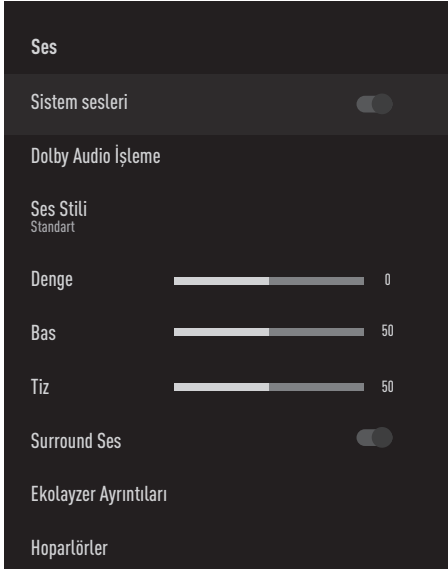 Ses
Sistem sesleri
Dolby Audio İşleme
Ses Stili
Standart
Denge 0
Bas 50
Tiz 50
Surround Ses
Ekolayzer Ayrıntıları
Hoparlörler